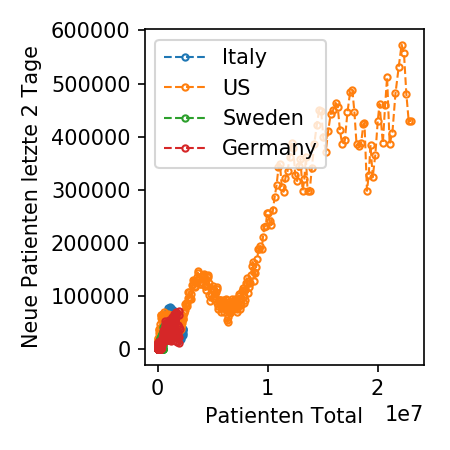 600000
500000
400000
300000
200000
100000
0
Neue Patienten letzte 2 Tage
Italy
US
Sweden
Germany
0
1
2
1e7
Patienten Total